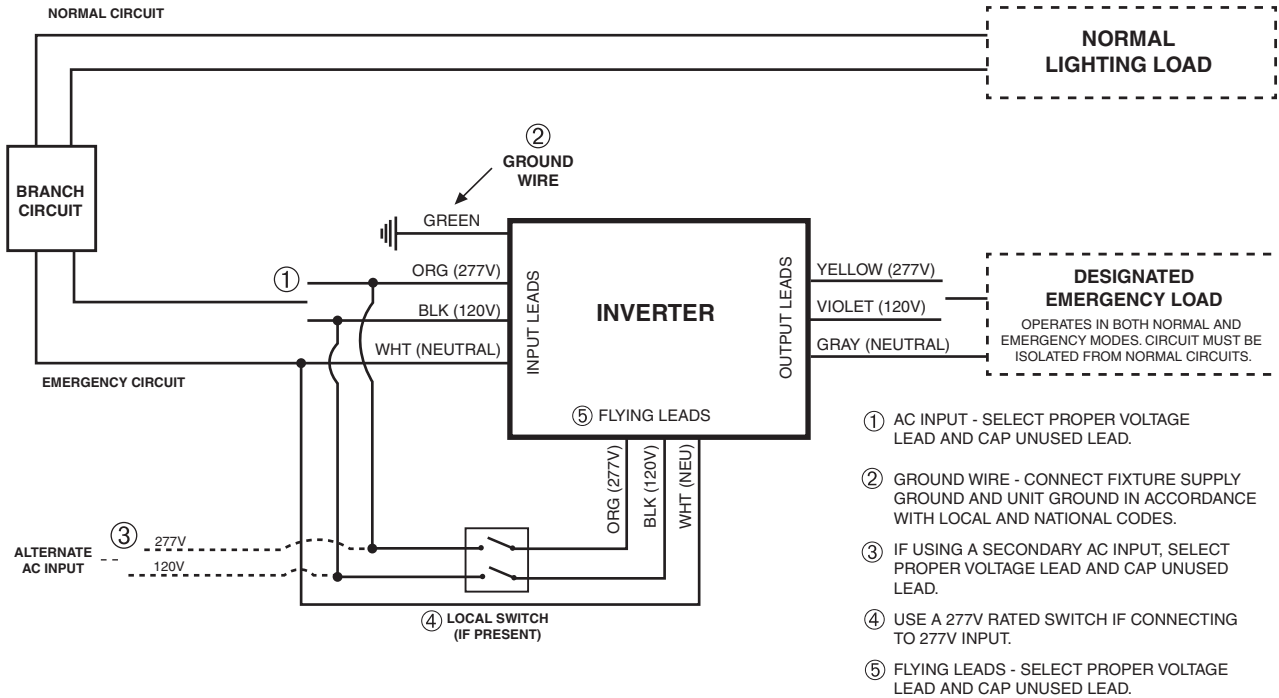 NORMAL CIRCUIT
NORMAL
LIGHTING LOAD
BRANCH
CIRCUIT
②
GROUND
WIRE
GREEN
①
ORG (277V)
BLK (120V)
WHT (NEUTRAL)
EMERGENCY CIRCUIT
INPUT LEADS
INVERTER
OUTPUT LEADS
⑤ FLYING LEADS
YELLOW (277V)
VIOLET (120V)
GRAY (NEUTRAL)
DESIGNATED
EMERGENCY LOAD
OPERATES IN BOTH NORMAL AND
EMERGENCY MODES. CIRCUIT MUST BE
ISOLATED FROM NORMAL CIRCUITS.
ORG (277V)
BLK (120V)
WHT (NEU)
ALTERNATE
AC INPUT
③
277V
120V
④ LOCAL SWITCH
(IF PRESENT)
① AC INPUT - SELECT PROPER VOLTAGE
LEAD AND CAP UNUSED LEAD.
② GROUND WIRE - CONNECT FIXTURE SUPPLY
GROUND AND UNIT GROUND IN ACCORDANCE
WITH LOCAL AND NATIONAL CODES.
③ IF USING A SECONDARY AC INPUT, SELECT
PROPER VOLTAGE LEAD AND CAP UNUSED
LEAD.
④ USE A 277V RATED SWITCH IF CONNECTING
TO 277V INPUT.
⑤ FLYING LEADS - SELECT PROPER VOLTAGE
LEAD AND CAP UNUSED LEAD.